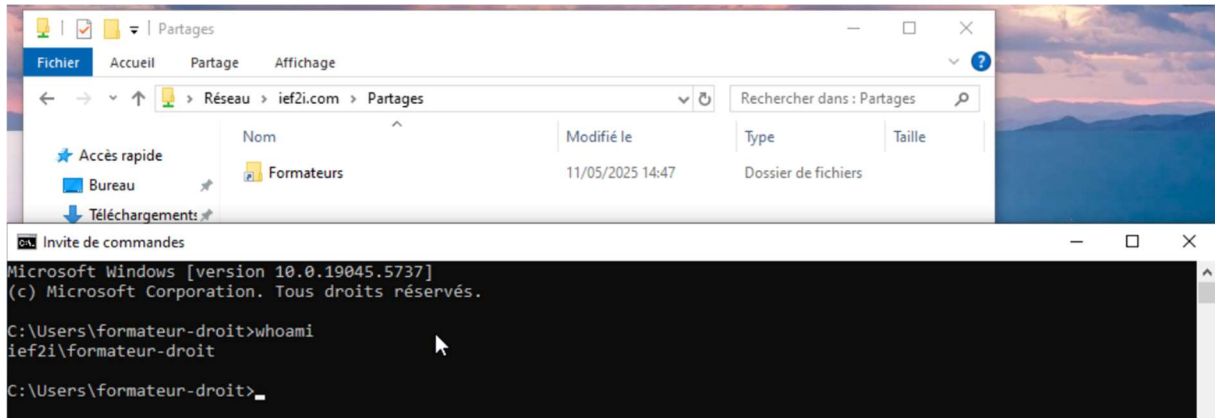 Partages
Fichier Accueil Partage Affichage
Réseau > ief2i.com > Partages Rechercher dans : Partages
Nom Modifié le Type Taille
Accès rapide
Formateurs 11/05/2025 14:47 Dossier de fichiers
Bureau
Téléchargements
Invite de commandes
Microsoft Windows [version 10.0.19045.5737]
(c) Microsoft Corporation. Tous droits réservés.
C:\Users\formateur-droit>whoami
ief2i\formateur-droit
C:\Users\formateur-droit>